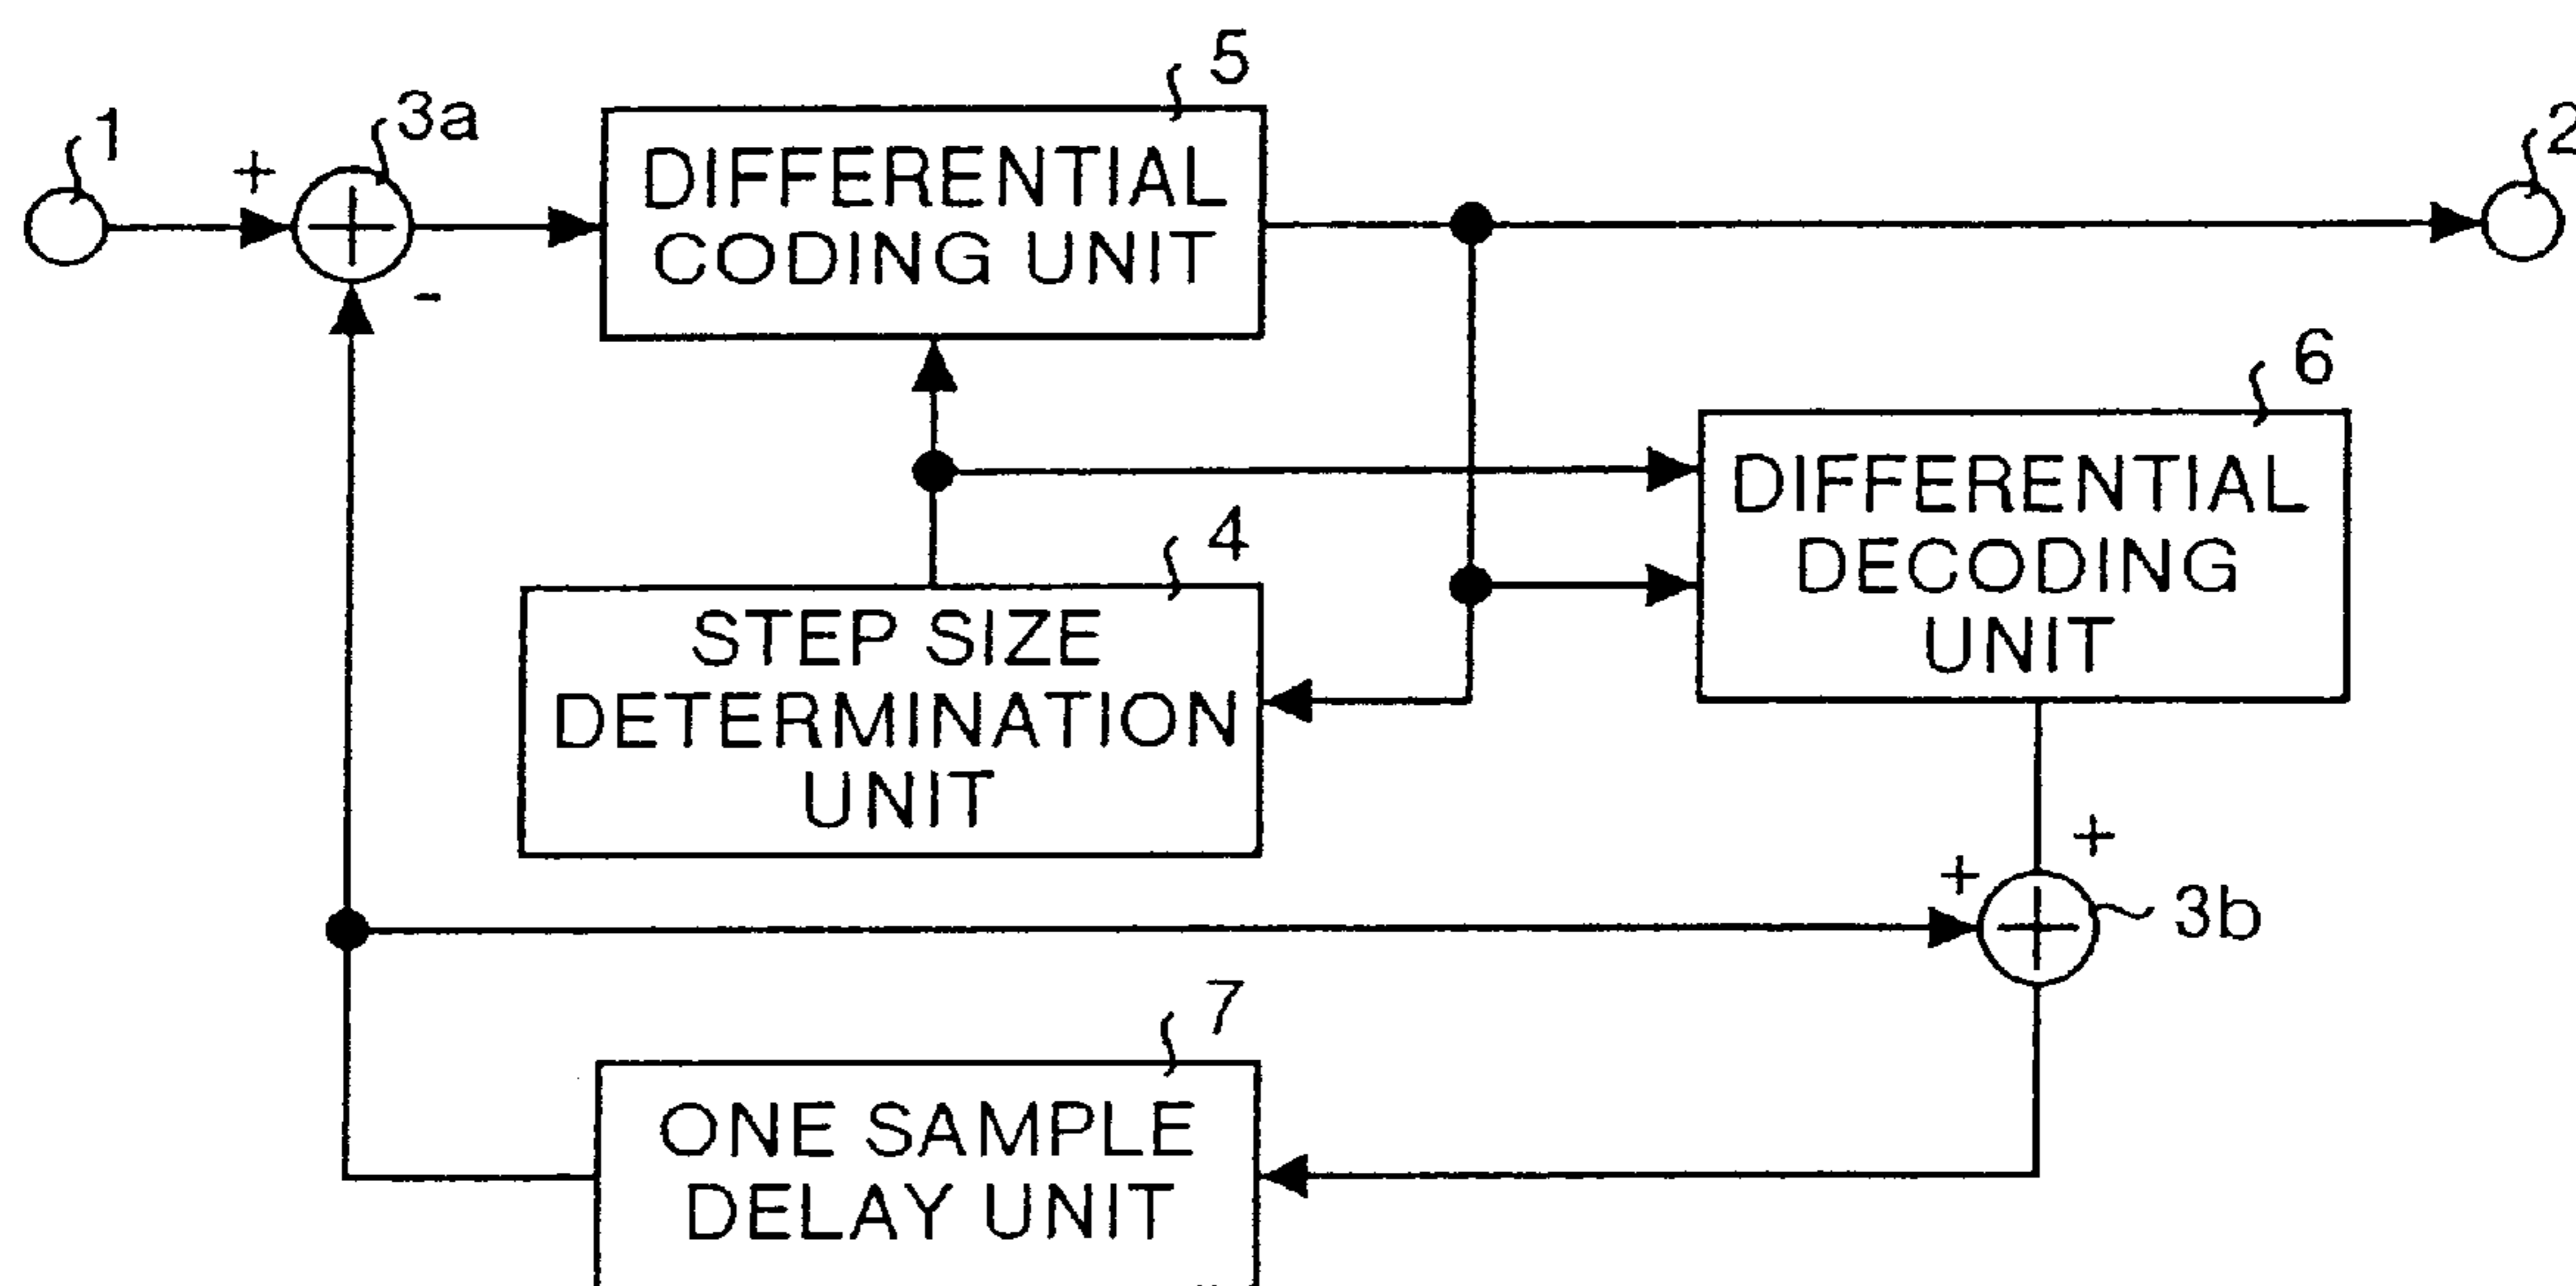 5
1
+
3a
2
DIFFERENTIAL
CODING UNIT
-
6
DIFFERENTIAL
DECODING
UNIT
4
STEP SIZE
DETERMINATION
UNIT
+
+
3b
7
ONE SAMPLE
DELAY UNIT